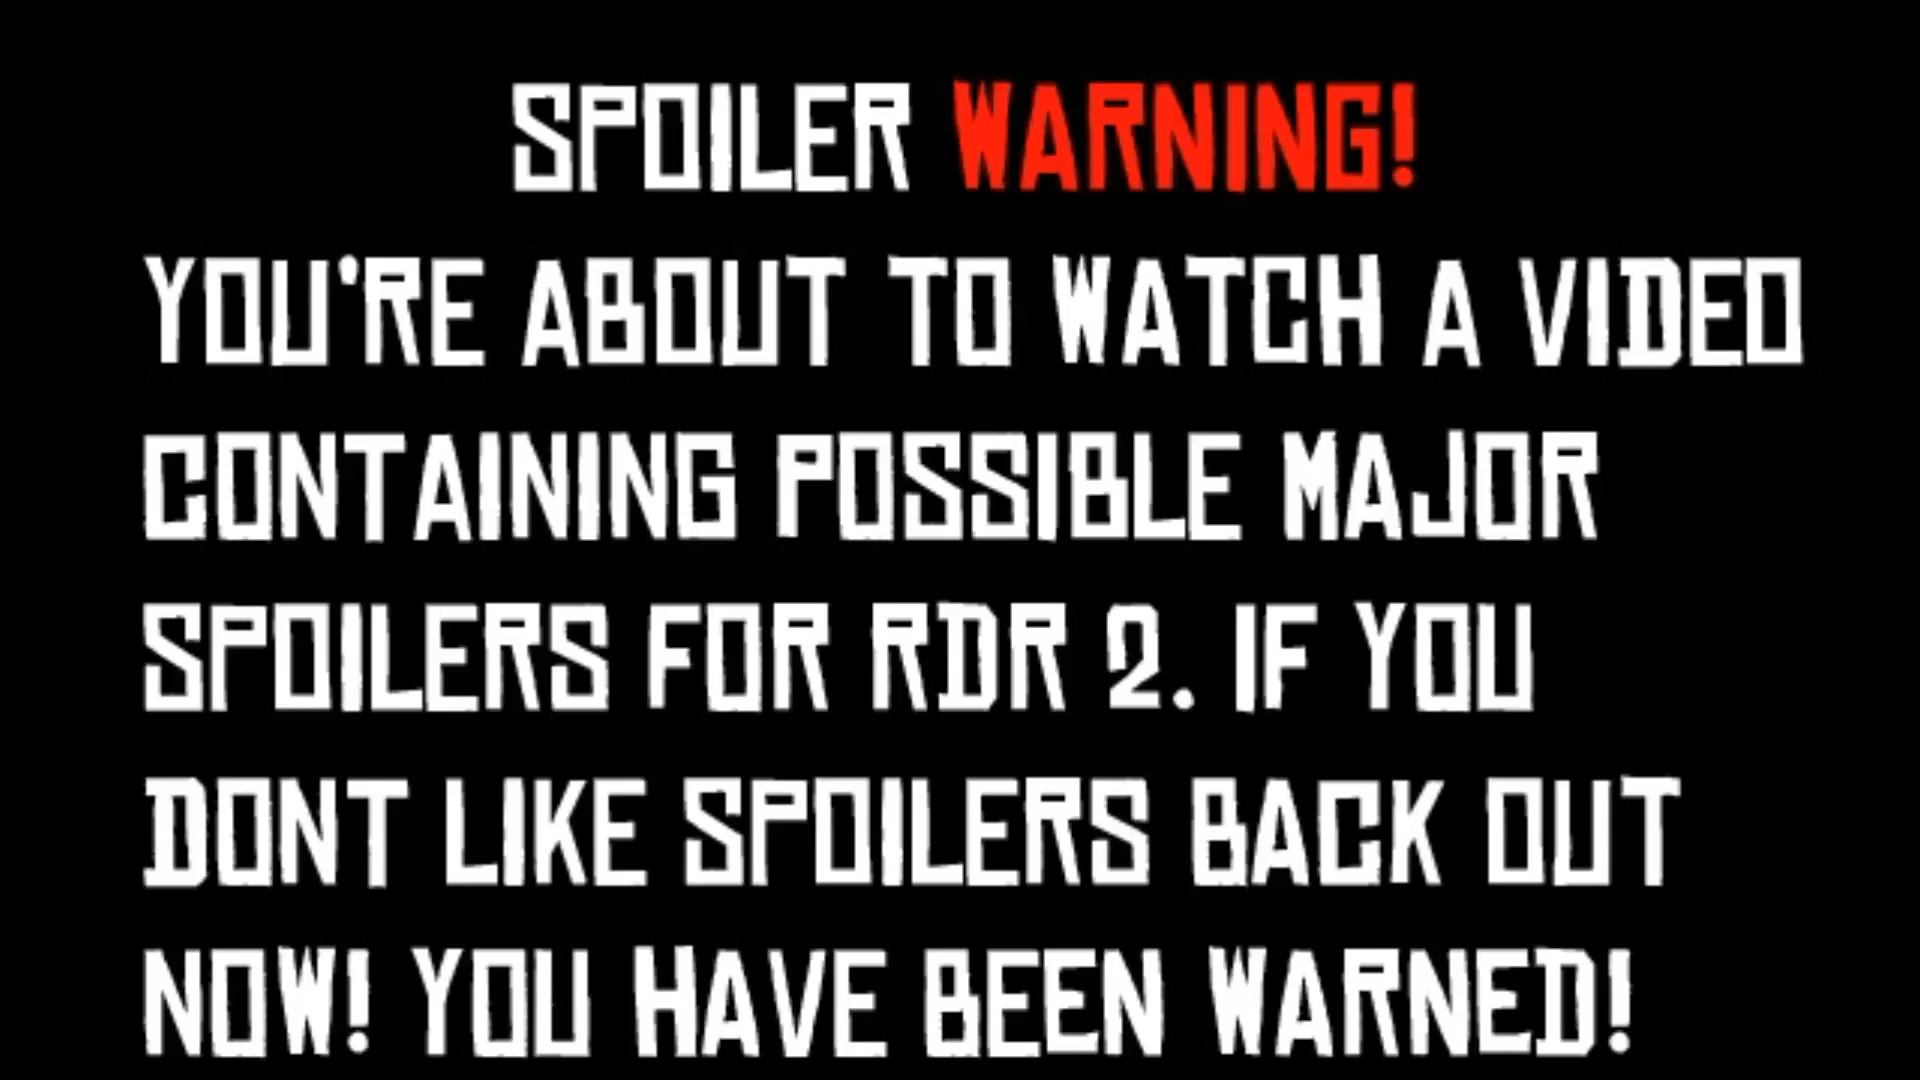 SPOILER WARNING!
YOU'RE ABOUT TO WATCH A VIDEO
CONTAINING POSSIBLE MAJOR
SPOILERS FOR RDR 2. IF YOU
DONT LIKE SPOILERS BACK OUT
NOW! YOU HAVE BEEN WARNED!